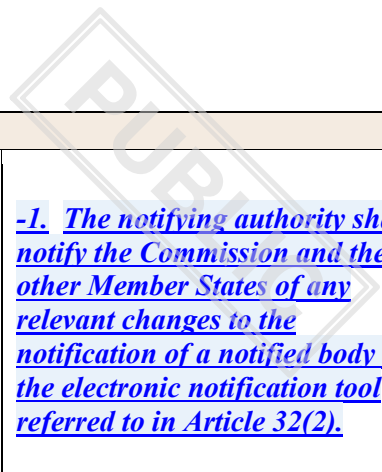 PUBLIC
-1. The notifying authority sha
notify the Commission and the
other Member States of any
relevant changes to the
notification of a notified body
the electronic notification tool
referred to in Article 32(2).